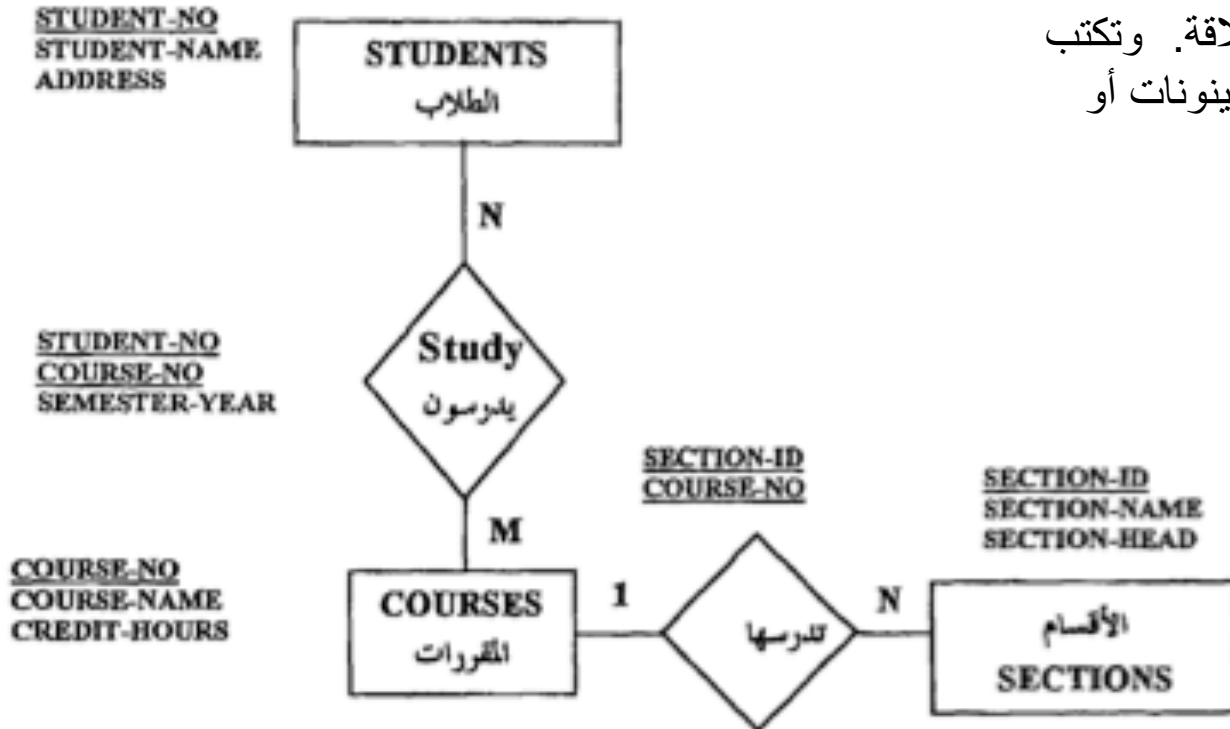 STUDENT-NO
STUDENT-NAME
ADDRESS
STUDENTS
الطلاب
وتكتب
أو
N
STUDENT-NO
COURSE-NO
SEMESTER-YEAR
Study
يدرسون
M
SECTION-ID
COURSE-NO
SECTION-ID
SECTION-NAME
SECTION-HEAD
COURSE-NO
COURSE-NAME
CREDIT-HOURS
COURSES
المقررات
1
تدرسها
N
الأقسام
SECTIONS